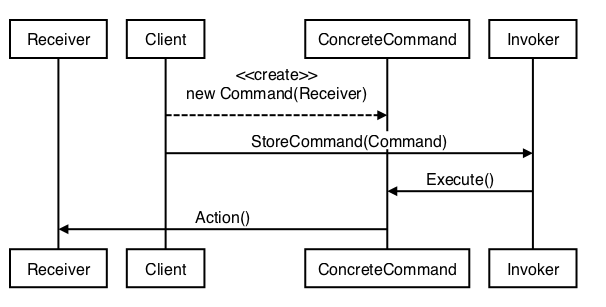 Receiver
Client
ConcreteCommand
Invoker
<<create>>
new Command(Receiver)
StoreCommand(Command)
Execute()
Action()
Receiver
Client
ConcreteCommand
Invoker